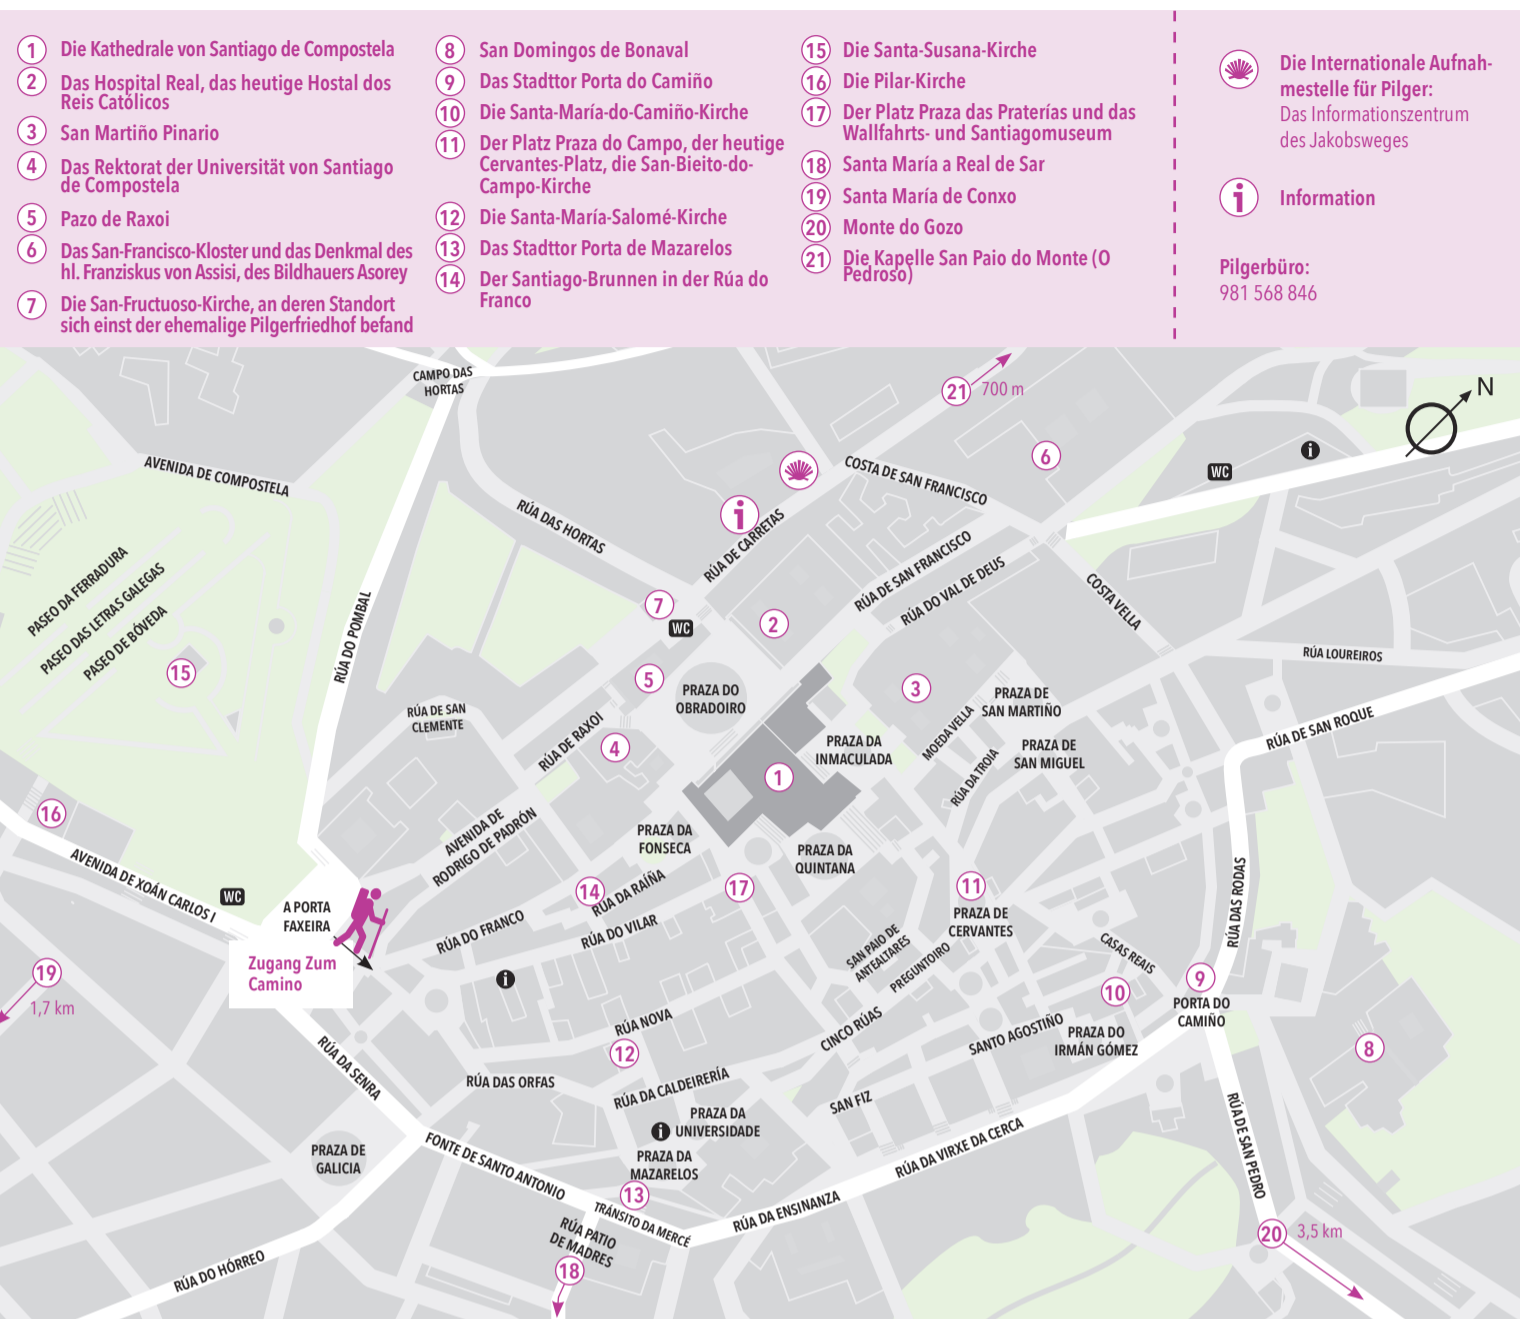 1 Die Kathedrale von Santiago de Compostela
2 Das Hospital Real, das heutige Hostal dos
Reis Católicos
3 San Martiño Pinario
4 Das Rektorat der Universität von Santiago
de Compostela
5 Pazo de Raxoi
6 Das San-Francisco-Kloster und das Denkmal des
hl. Franziskus von Assisi, des Bildhauers Asorey
7 Die San-Fructuoso-Kirche, an deren Standort
sich einst der ehemalige Pilgerfriedhof befand
8 San Domingos de Bonaval
9 Das Stadttor Porta do Camiño
10 Die Santa-María-do-Camiño-Kirche
11 Der Platz Praza do Campo, der heutige
Cervantes-Platz, die San-Bieito-do-
Campo-Kirche
12 Die Santa-María-Salomé-Kirche
13 Das Stadttor Porta de Mazarelos
14 Der Santiago-Brunnen in der Rúa do
Franco
15 Die Santa-Susana-Kirche
16 Die Pilar-Kirche
17 Der Platz Praza das Praterías und das
Wallfahrts- und Santiagomuseum
18 Santa María a Real de Sar
19 Santa María de Conxo
20 Monte do Gozo
21 Die Kapelle San Paio do Monte (O
Pedroso)
Die Internationale Aufnah-
mestelle für Pilger:
Das Informationszentrum
des Jakobsweges
i Information
Pilgerbüro:
981 568 846
CAMPO DAS
HORTAS
21 700 m
N
6
i
WC
AVENIDA DE COMPOSTELA
COSTA DE SAN FRANCISCO
RÚA DAS HORTAS
i
RÚA DE CARRETAS
RÚA DE SAN FRANCISCO
RÚA DO VAL DE DEUS
COSTA VELLA
PASEO DA FERRADURA
PASEO DAS LETRAS GALEGAS
PASEO DE BÓVEDA
RÚA DO POMBAL
7
WC
2
15
5
PRAZA DO
OBRADOIRO
3
PRAZA DE
SAN MARTIÑO
RÚA LOUREIROS
RÚA DE SAN
CLEMENTE
RÚA DE RAXOI
4
PRAZA DA
INMACULADA
MOEDA VELLA
RÚA DA TROIA
PRAZA DE
SAN MIGUEL
RÚA DE SAN ROQUE
1
16
AVENIDA DE
RODRIGO DE PADRÓN
PRAZA DA
FONSECA
PRAZA DA
QUINTANA
AVENIDA DE XOÁN CARLOS I
WC
A PORTA
FAXEIRA
14
RÚA DA RAÍÑA
17
11
PRAZA DE
CERVANTES
RÚA DAS RODAS
RÚA DO FRANCO
RÚA DO VILAR
SAN PAIO DE
ANTEALTARES
PREGUNTOIRO
CASAS REAIS
Zugang Zum
Camino
19
1,7 km
i
10
9
PORTA DO
CAMIÑO
RÚA NOVA
12
CINCO RÚAS
SANTO AGOSTIÑO
PRAZA DO
IRMÁN GÓMEZ
8
RÚA DA SENRA
RÚA DAS ORFAS
RÚA DA CALDEIRERÍA
SAN FIZ
RÚA DE SAN PEDRO
PRAZA DA
i UNIVERSIDADE
PRAZA DE
GALICIA
FONTE DE SANTO ANTONIO
PRAZA DA
MAZARELOS
13
RÚA DA VIRXE DA CERCA
RÚA DA ENSINANZA
TRÁNSITO DA MERCÉ
RÚA PATIO
DE MADRES
18
RÚA DO HÓRREO
20 3,5 km